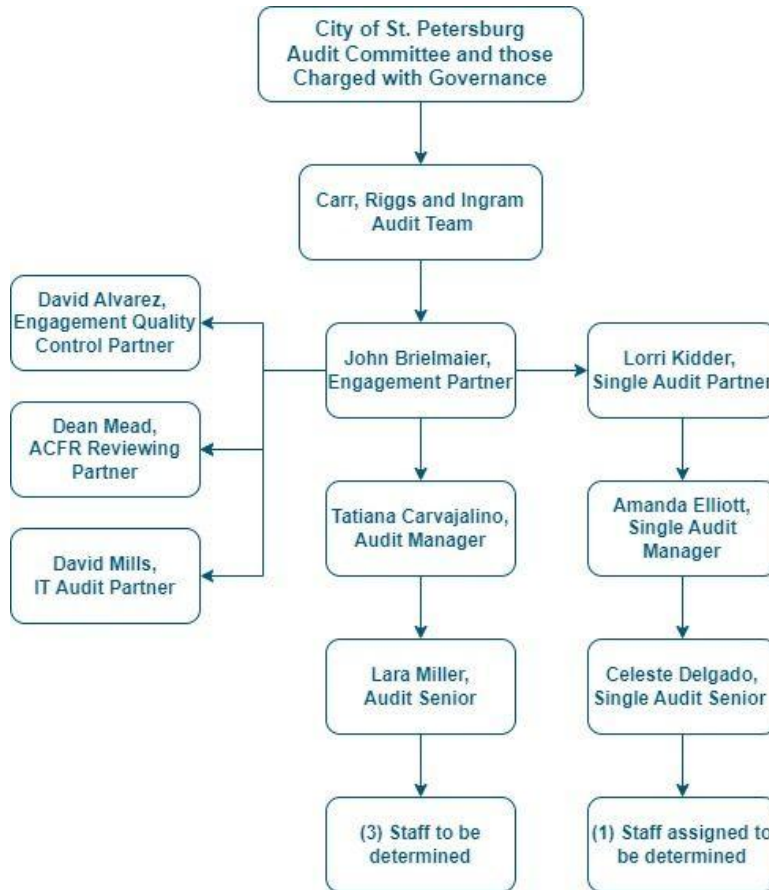 City of St. Petersburg
Audit Committee and those
Charged with Governance
Carr, Riggs and Ingram
Audit Team
David Alvarez,
Engagement Quality
Control Partner
John Brielmaier,
Engagement Partner
Lorri Kidder,
Single Audit Partner
Dean Mead,
ACFR Reviewing
Partner
Tatiana Carvajalino,
Audit Manager
Amanda Elliott,
Single Audit
Manager
David Mills,
IT Audit Partner
Lara Miller,
Audit Senior
Celeste Delgado,
Single Audit Senior
(3) Staff to be
determined
(1) Staff assigned to
be determined